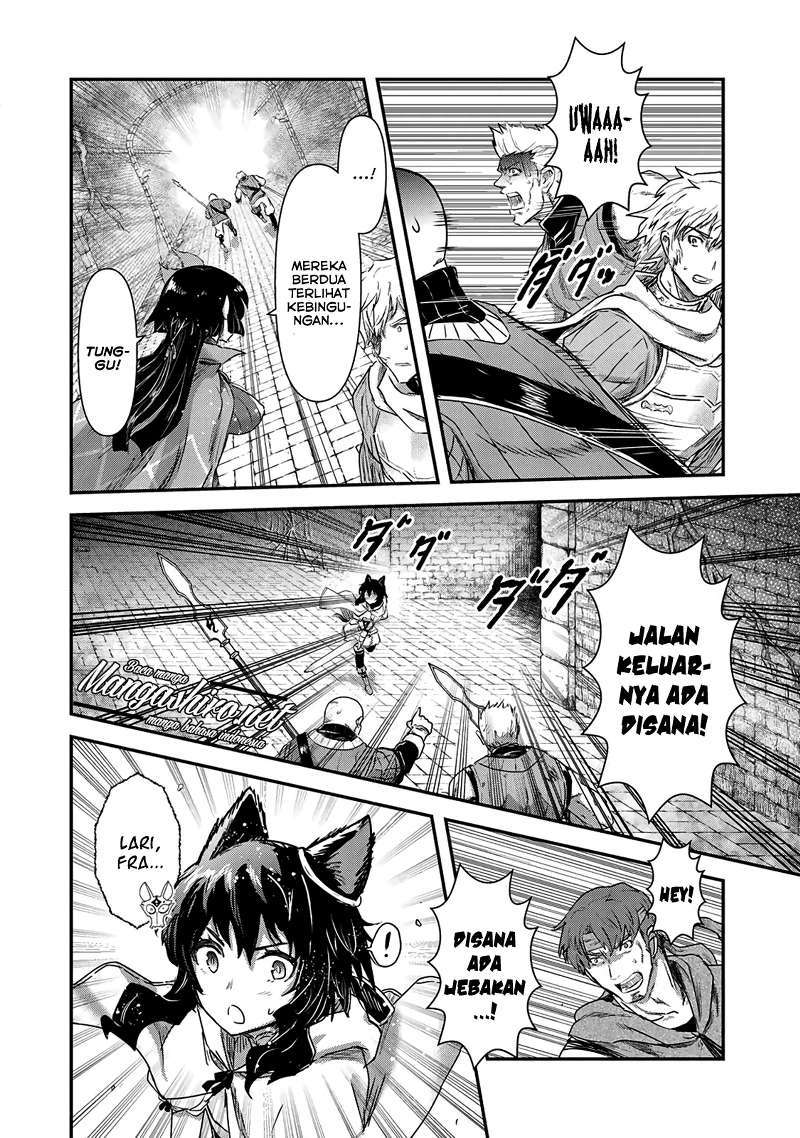 UWAAA-
AAH!
ダ
ダ
ダッ
...!
MEREKA
BERDUA
TERLIHAT
KEBINGU-
NGAN...
TUNG-
GU!
ダ
ダ
ダ
ダ
JALAN
KELUAR-
NYA ADA
DISANA!
Baca manga
Mangashiro.net
manga bahasa indonesia
HEY!
DISANA
ADA
JEBAKAN
...!
!
LARI,
FRA...